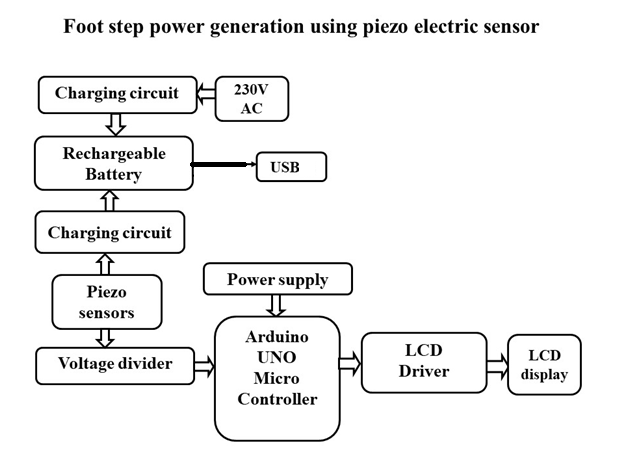 Foot step power generation using piezo electric sensor
Charging circuit
230V
AC
Rechargeable
Battery
USB
Charging circuit
Piezo
sensors
Power supply
Voltage divider
Arduino
UNO
Micro
Controller
LCD
Driver
LCD
display